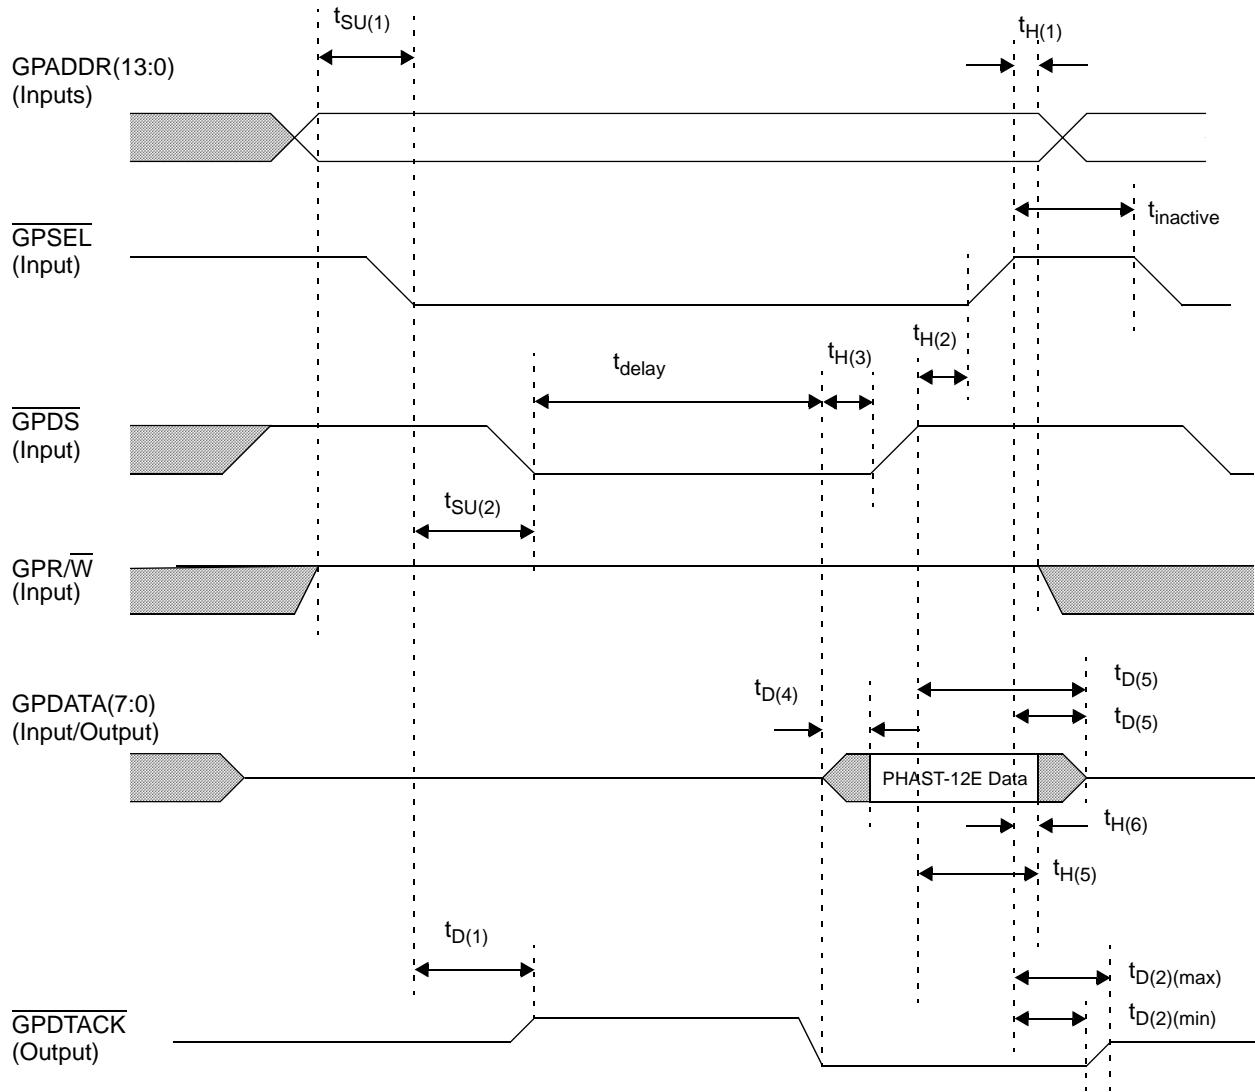 tSU(1)
tH(1)
GPADDR(13:0)
(Inputs)
tinactive
GPSEL
(Input)
tH(2)
tH(3)
tdelay
GPDS
(Input)
tSU(2)
GPR/W
(Input)
tD(5)
tD(4)
GPDATA(7:0)
tD(5)
(Input/Output)
PHAST-12E Data
tH(6)
tH(5)
tD(1)
tD(2)(max)
GPDTACK
tD(2)(min)
(Output)